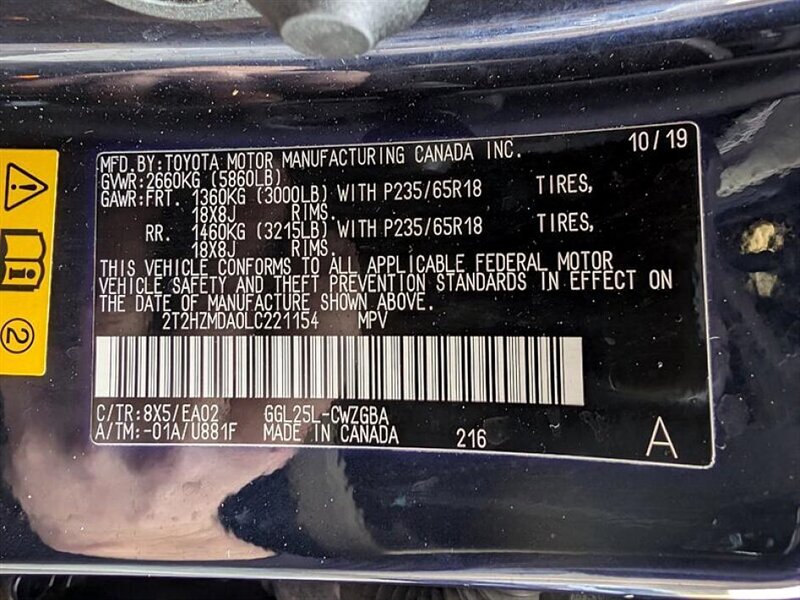 MFD. BY: TOYOTA MOTOR MANUFACTURING CANADA INC. 10/19
GVWR: 2660KG (5860LB)
GAWR: FRT. 1360KG (3000LB) WITH P235/65R18 TIRES,
18X8J RIMS.
RR. 1460KG (3215LB) WITH P235/65R18 TIRES,
18X8J RIMS.
THIS VEHICLE CONFORMS TO ALL APPLICABLE FEDERAL MOTOR
VEHICLE SAFETY AND THEFT PREVENTION STANDARDS IN EFFECT ON
THE DATE OF MANUFACTURE SHOWN ABOVE.
2T2HZMDA0LC221154 MPV
C/TR: 8X5/EA02 GGL25L-CWZGBA
A/TM: -01A/U881F MADE IN CANADA 216 A
2